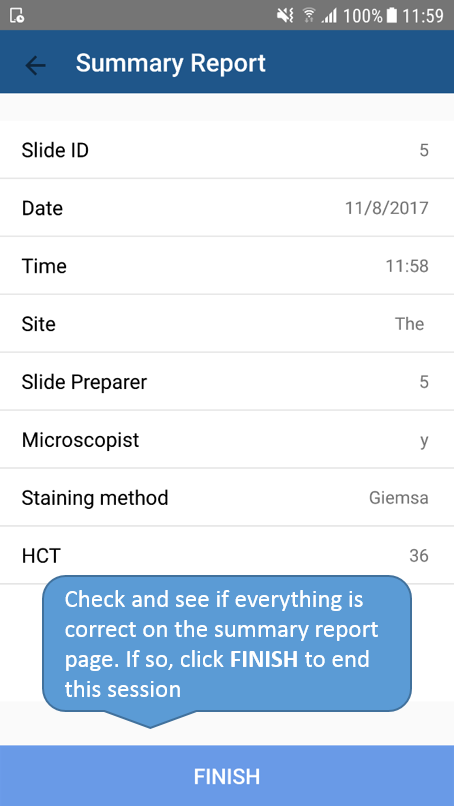 100% 11:59
Summary Report
Slide ID 5
Date 11/8/2017
Time 11:58
Site The
Slide Preparer 5
Microscopist y
Staining method Giemsa
HCT 36
Check and see if everything is
correct on the summary report
page. If so, click FINISH to end
this session
FINISH